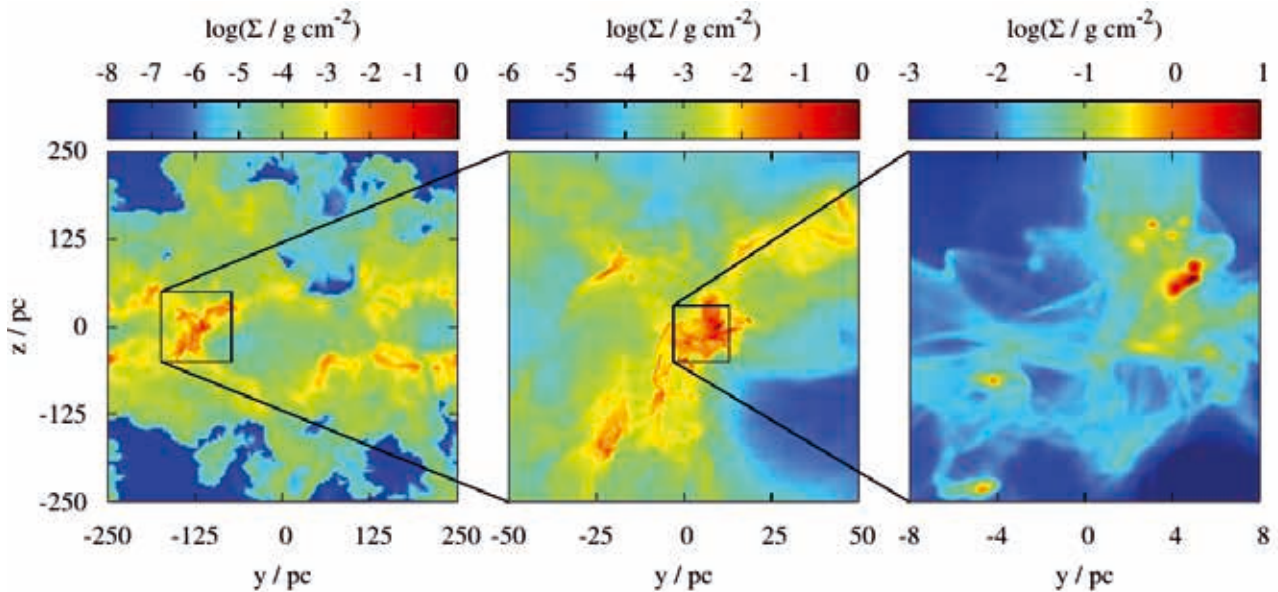 log(Σ / g cm⁻²) log(Σ / g cm⁻²) log(Σ / g cm⁻²)
-8 -7 -6 -5 -4 -3 -2 -1 0 -6 -5 -4 -3 -2 -1 0 -3 -2 -1 0 1
250
125
0
-125
-250
z / pc
-250 -125 0 125 250 -50 -25 0 25 50 -8 -4 0 4 8
y / pc y / pc y / pc